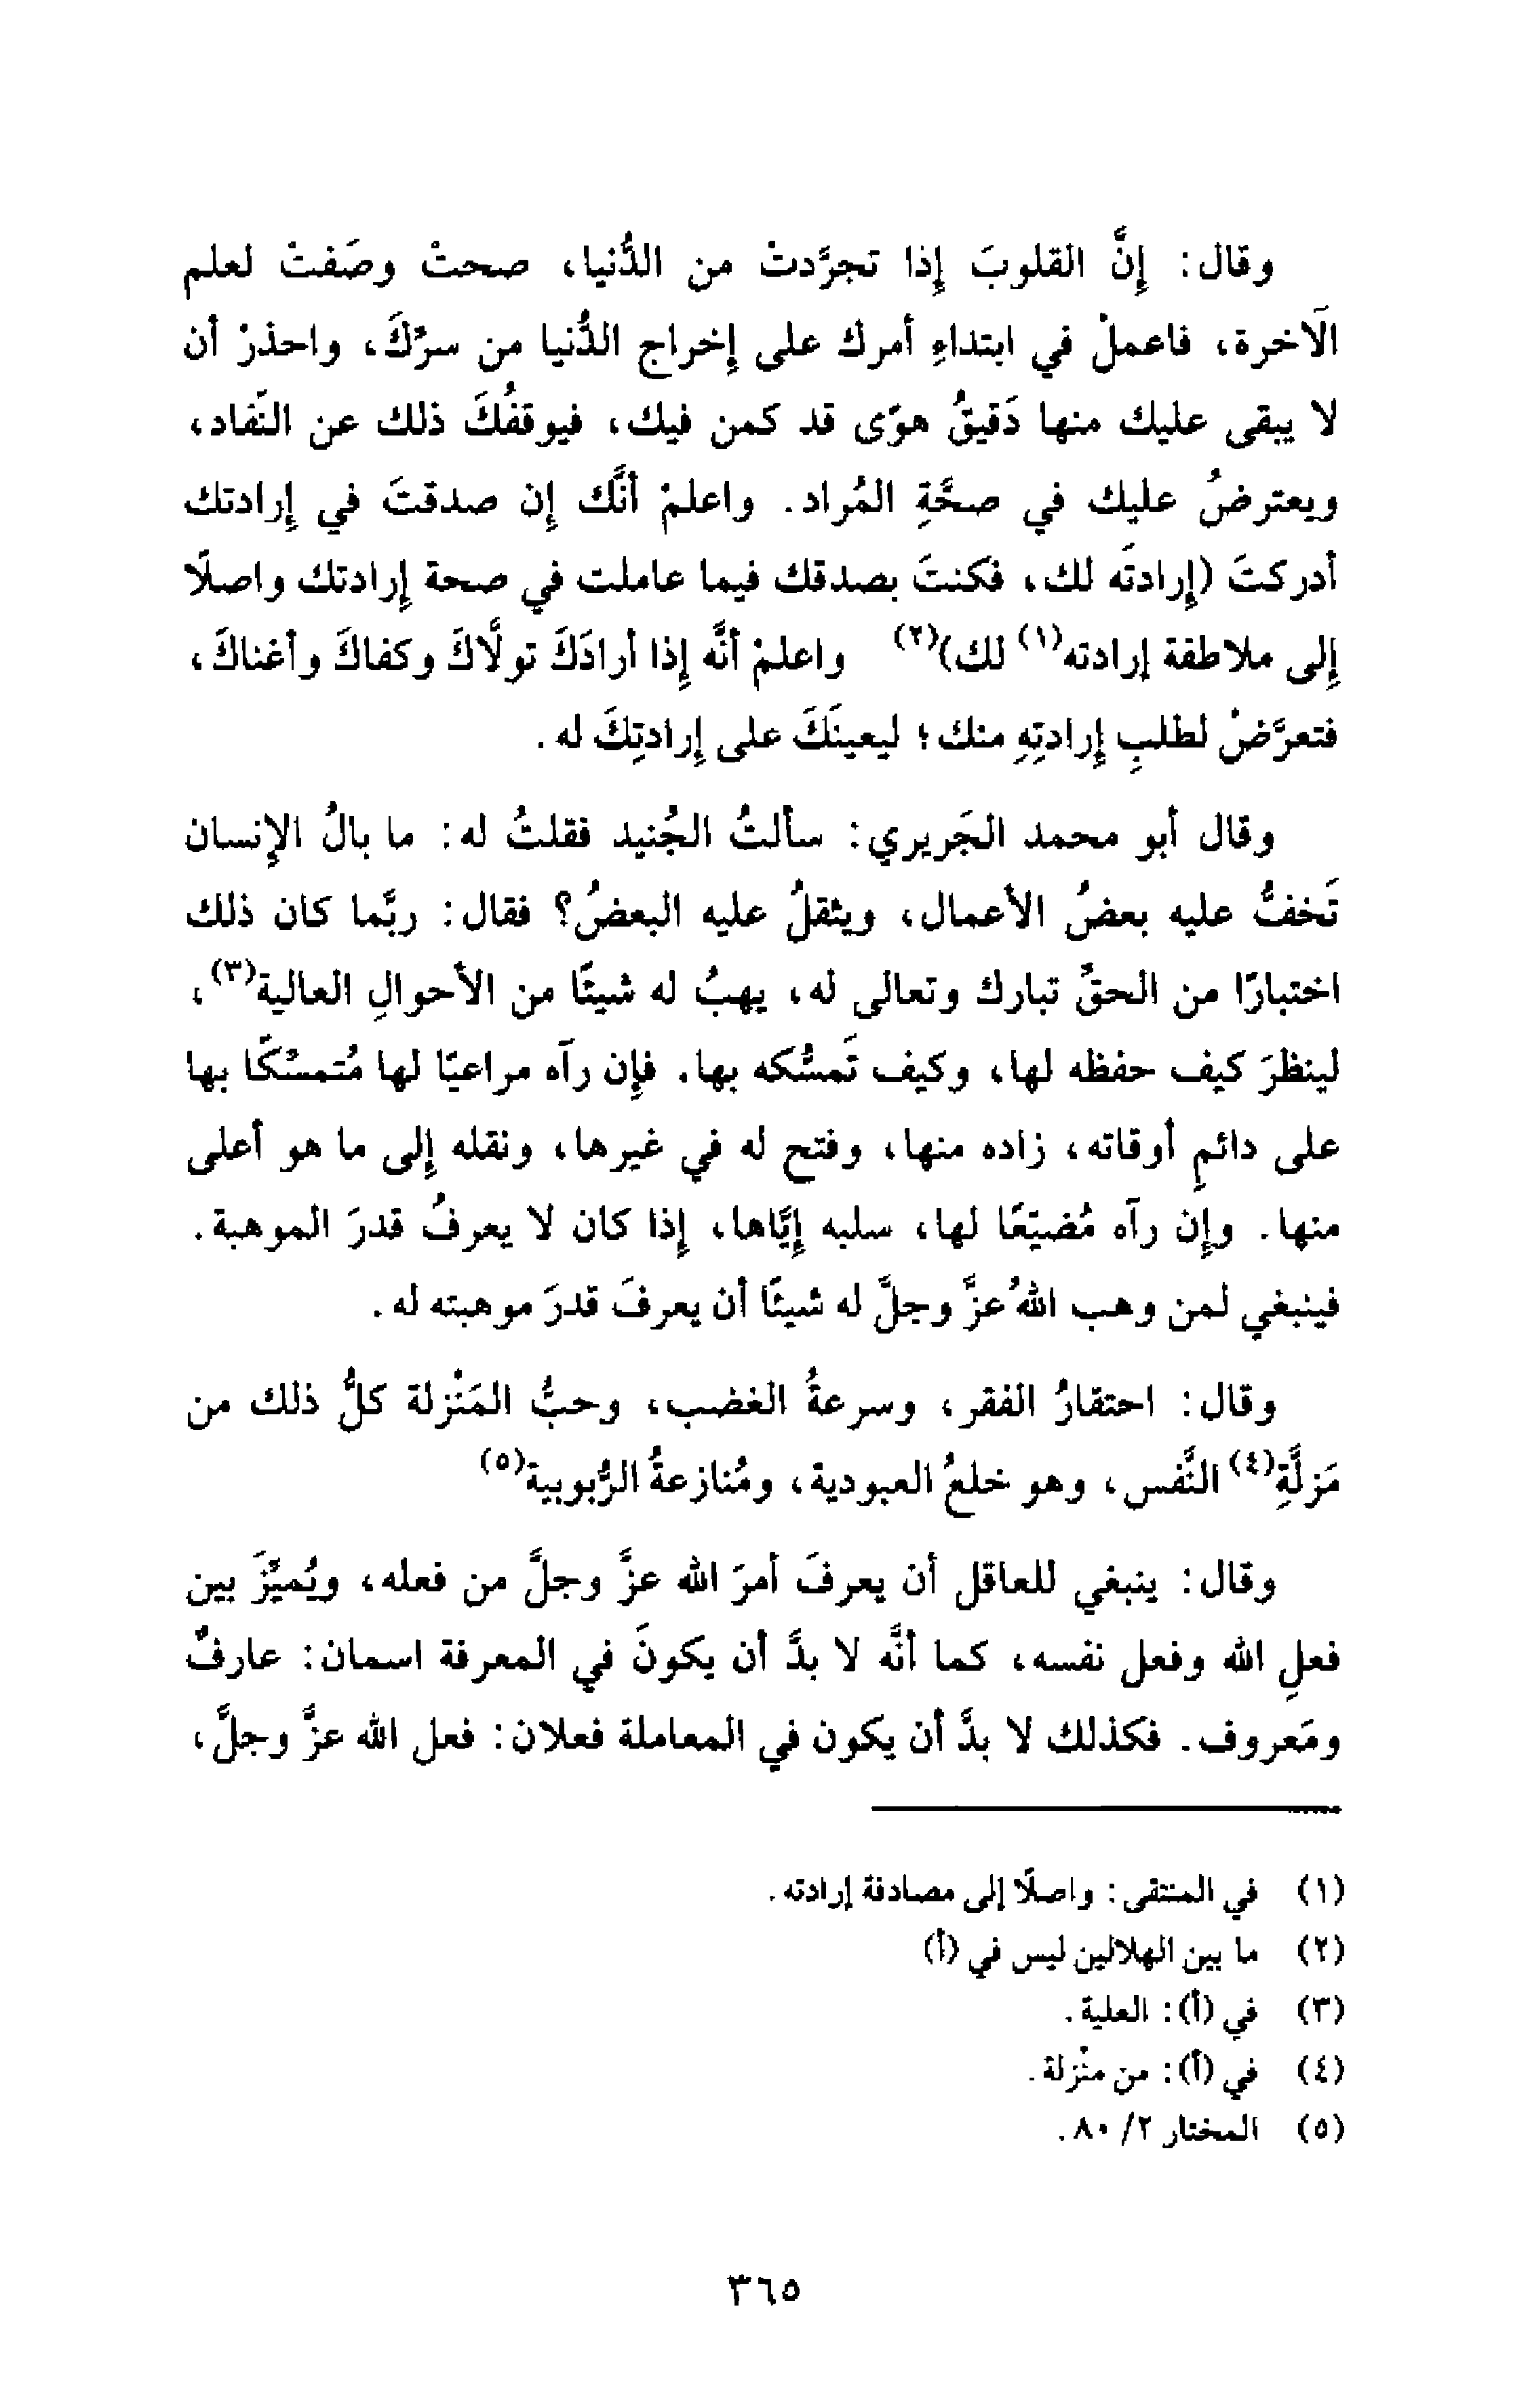 وقال: إنَّ القلوبَ إذا تجرَّدتْ من الدُّنيا، صحتْ وصَفتْ لعلم
الآخرة، فاعملْ في ابتداءِ أمرك على إخراج الدُّنيا من سرِّكَ، واحذرْ أن
لا يبقى عليك منها دَقيقُ هوًى قد كمن فيك، فيوقفُكَ ذلك عن النَّفاد،
ويعترضُ عليك في صحَّةِ المُراد. واعلمْ أنَّك إن صدقتَ في إرادتك
أدركتَ (إرادتَه لك، فكنتَ بصدقك فيما عاملت في صحة إرادتك واصلًا
إلى ملاطفة إرادته(١) لك)(٢) واعلمْ أنَّه إذا أرادَكَ تولَّاكَ وكفاكَ وأغناكَ،
فتعرَّضْ لطلبِ إرادتِهِ منك؛ ليعينَكَ على إرادتِكَ له.
وقال أبو محمد الجَريري: سألتُ الجُنيد فقلتُ له: ما بالُ الإنسان
تَخفُّ عليه بعضُ الأعمال، ويثقلُ عليه البعضُ؟ فقال: ربَّما كان ذلك
اختبارًا من الحقِّ تبارك وتعالى له، يهبُ له شيئًا من الأحوالِ العالية(٣)،
لينظرَ كيف حفظه لها، وكيف تَمسُّكه بها. فإن رآه مراعيًا لها مُتمسْكًا بها
على دائمِ أوقاته، زاده منها، وفتح له في غيرها، ونقله إلى ما هو أعلى
منها. وإن رآه مُضيّعًا لها، سلبه إيَّاها، إذا كان لا يعرفُ قدرَ الموهبة.
فينبغي لمن وهب اللهُ عزَّ وجلَّ له شيئًا أن يعرفَ قدرَ موهبته له.
وقال: احتقارُ الفقر، وسرعةُ الغضب، وحبُّ المَنْزلة كلُّ ذلك من
مَزلَّةِ(٤) النَّفس، وهو خلعُ العبودية، ومُنازعةُ الرُّبوبية(٥)
وقال: ينبغي للعاقل أن يعرفَ أمرَ الله عزَّ وجلَّ من فعله، ويُميِّزَ بين
فعلِ الله وفعل نفسه، كما أنَّه لا بدَّ أن يكونَ في المعرفة اسمان: عارفٌ
ومَعروف. فكذلك لا بدَّ أن يكون في المعاملة فعلان: فعل الله عزَّ وجلَّ،
(١) في المنتقى: واصلًا إلى مصادفة إرادته.
(٢) ما بين الهلالين ليس في (أ)
(٣) في (أ): العلية.
(٤) في (أ): من منْزلة.
(٥) المختار ٢/ ٨٠.
٣٦٥